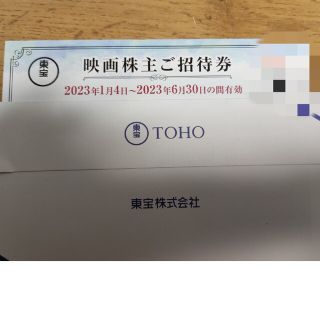 東宝
映画株主ご招待券
2023年1月4日~2023年6月30日の間有効
東宝 TOHO
東宝株式会社